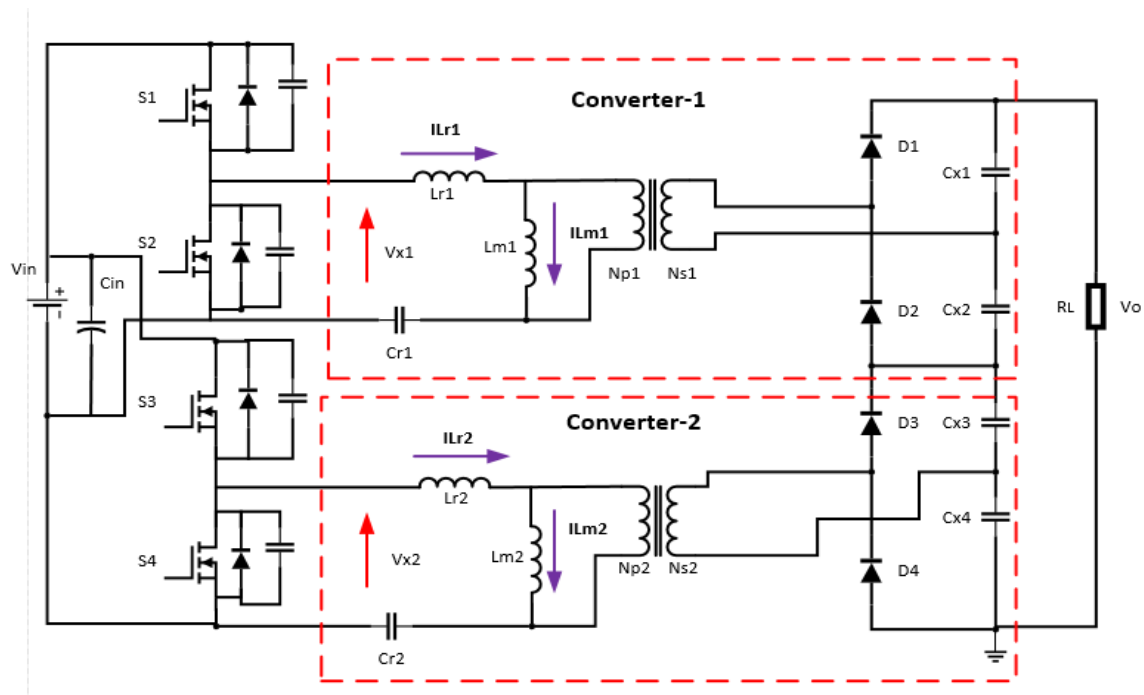 Converter-1
S1
ILr1
D1
Cx1
Lr1
S2
Vx1
Lm1
ILm1
Vin
+
-
Cin
Np1
Ns1
D2
Cx2
RL
Vo
Cr1
S3
Converter-2
D3
Cx3
ILr2
Lr2
Cx4
S4
Vx2
Lm2
ILm2
Np2
Ns2
D4
Cr2